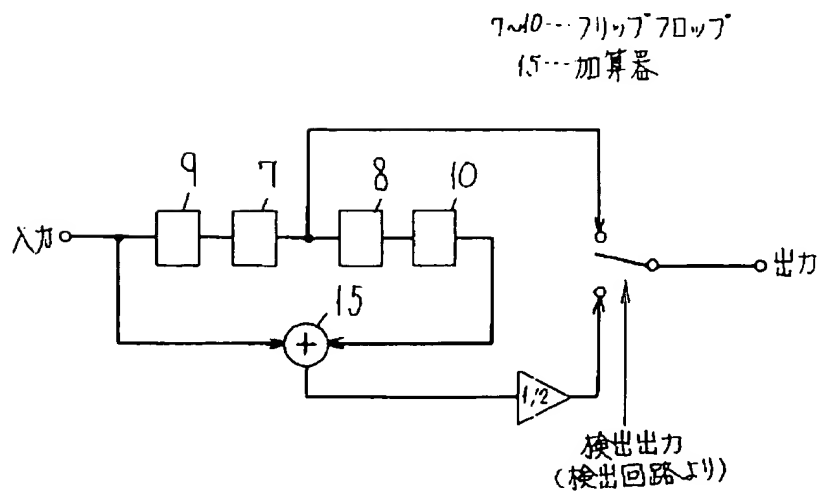 7~10…フリップフロップ
15…加算器
9
7
8
10
入力
15
出力
1/2
検出出力
(検出回路より)